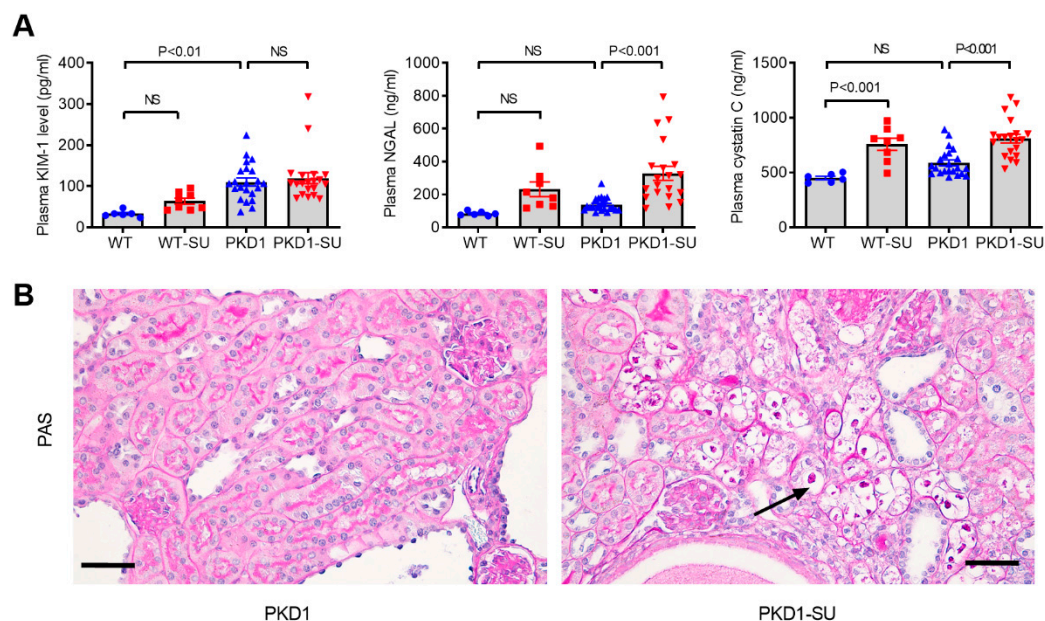 A
P<0.01
NS
NS
Plasma KIM-1 level (pg/ml)
400
300
200
100
0
WT
WT-SU
PKD1
PKD1-SU
NS
P<0.001
NS
Plasma NGAL (ng/ml)
1000
800
600
400
200
0
WT
WT-SU
PKD1
PKD1-SU
NS
P<0.001
P<0.001
Plasma cystatin C (ng/ml)
1500
1000
500
0
WT
WT-SU
PKD1
PKD1-SU
B
PAS
PKD1
PKD1-SU